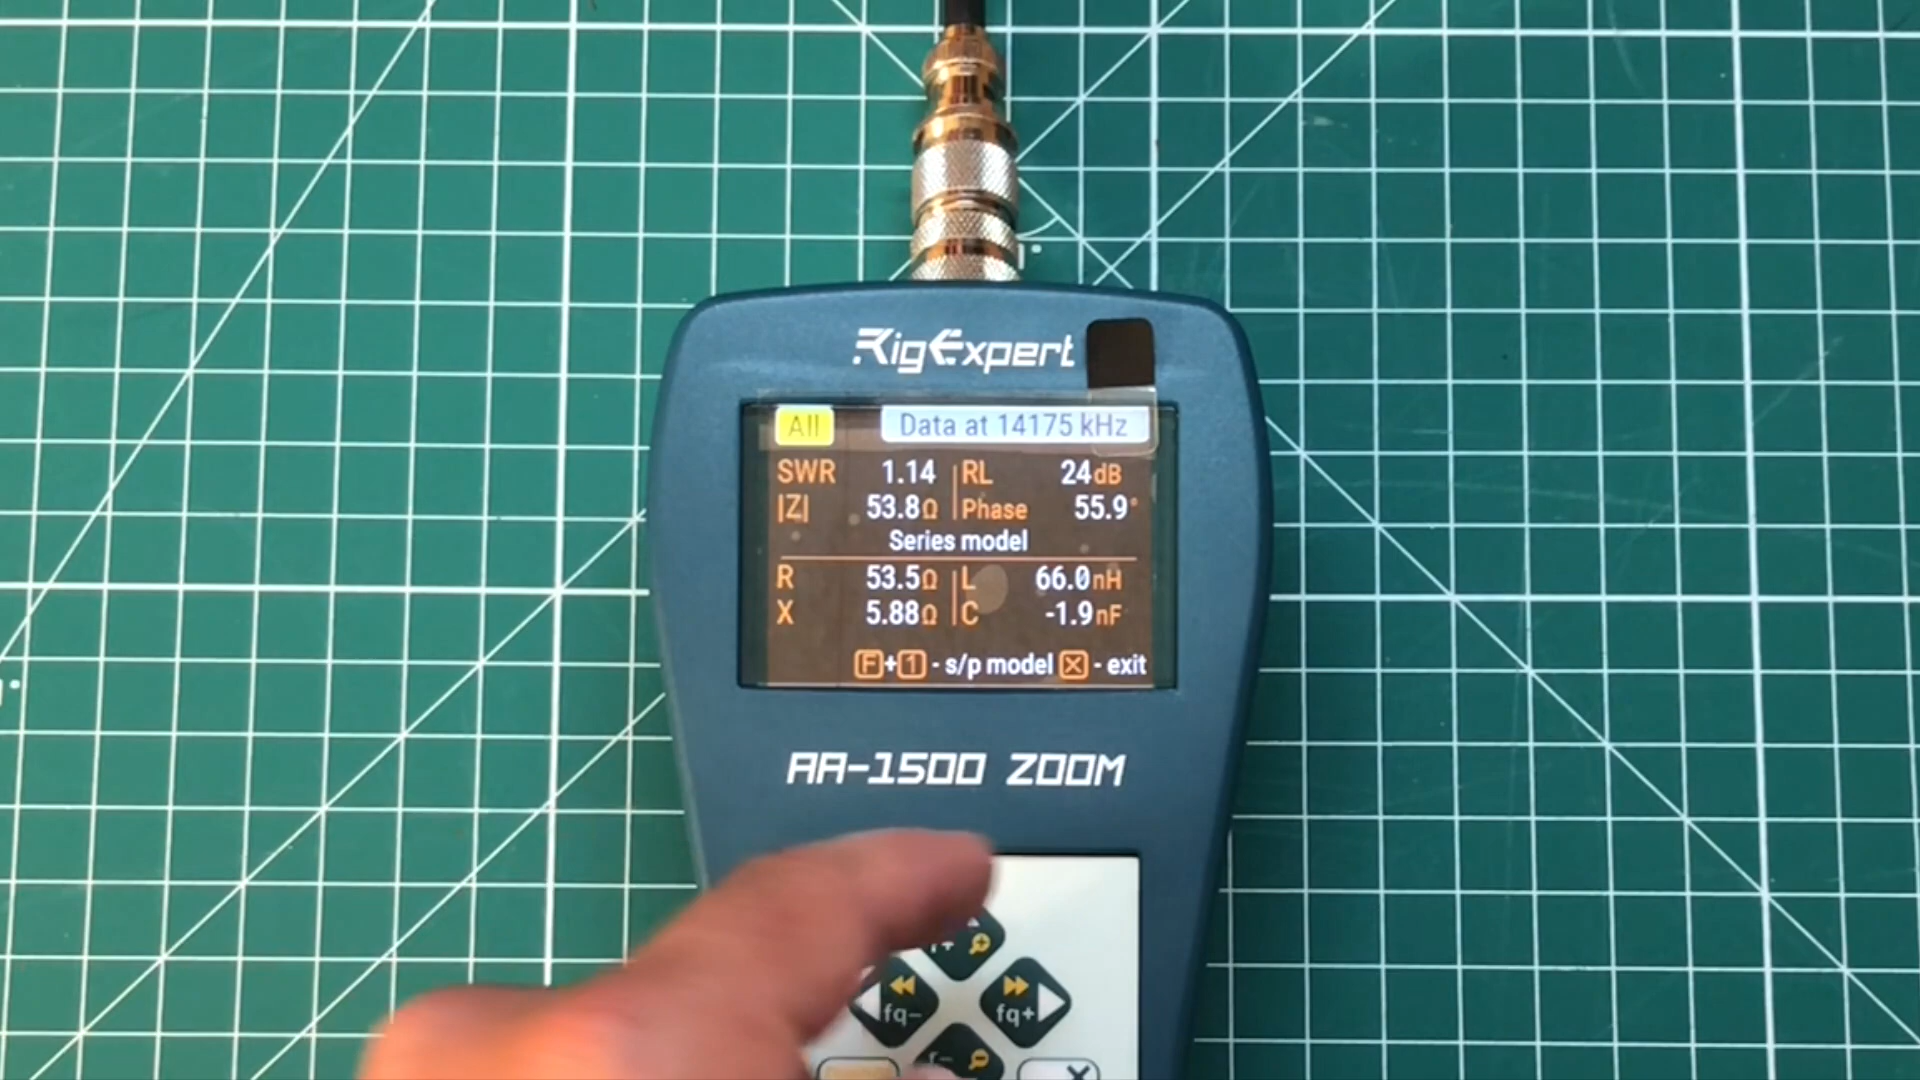 RigExpert
All Data at 14175 kHz
SWR 1.14 RL 24dB
|Z| 53.8Ω Phase 55.9°
Series model
R 53.5Ω L 66.0nH
X 5.88Ω C -1.9nF
F+1 - s/p model X - exit
AA-1500 ZOOM
fq- fq+